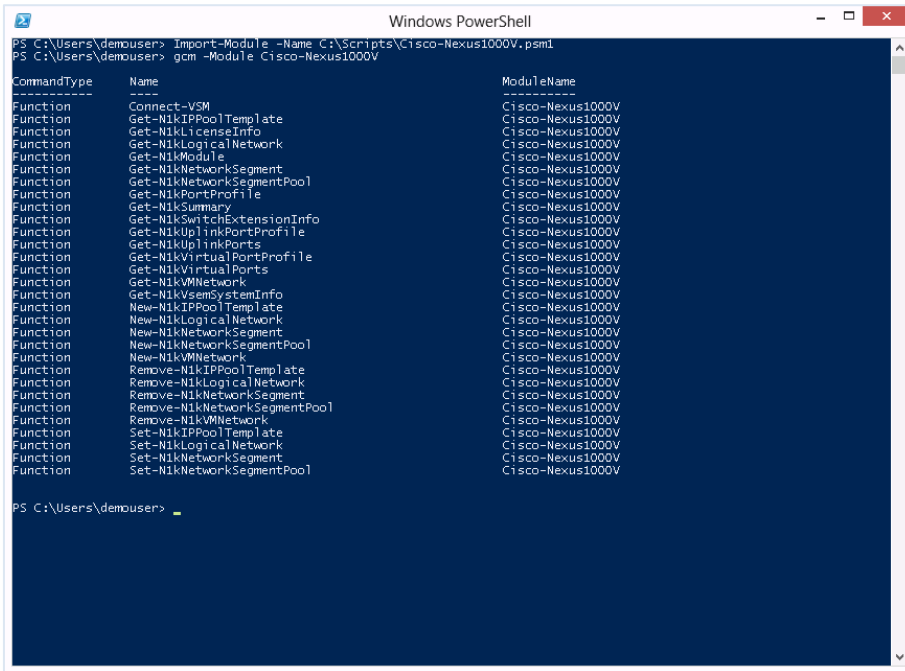 Windows PowerShell
PS C:\Users\demouser> Import-Module -Name C:\Scripts\Cisco-Nexus1000V.psm1
PS C:\Users\demouser> gcm -Module Cisco-Nexus1000V
CommandType Name ModuleName
----------- ---- ----------
Function Connect-VSM Cisco-Nexus1000V
Function Get-N1kIPPoolTemplate Cisco-Nexus1000V
Function Get-N1kLicenseInfo Cisco-Nexus1000V
Function Get-N1kLogicalNetwork Cisco-Nexus1000V
Function Get-N1kModule Cisco-Nexus1000V
Function Get-N1kNetworkSegment Cisco-Nexus1000V
Function Get-N1kNetworkSegmentPool Cisco-Nexus1000V
Function Get-N1kPortProfile Cisco-Nexus1000V
Function Get-N1kSummary Cisco-Nexus1000V
Function Get-N1kSwitchExtensionInfo Cisco-Nexus1000V
Function Get-N1kUplinkPortProfile Cisco-Nexus1000V
Function Get-N1kUplinkPorts Cisco-Nexus1000V
Function Get-N1kVirtualPortProfile Cisco-Nexus1000V
Function Get-N1kVirtualPorts Cisco-Nexus1000V
Function Get-N1kVMNetwork Cisco-Nexus1000V
Function Get-N1kVsemSystemInfo Cisco-Nexus1000V
Function New-N1kIPPoolTemplate Cisco-Nexus1000V
Function New-N1kLogicalNetwork Cisco-Nexus1000V
Function New-N1kNetworkSegment Cisco-Nexus1000V
Function New-N1kNetworkSegmentPool Cisco-Nexus1000V
Function New-N1kVMNetwork Cisco-Nexus1000V
Function Remove-N1kIPPoolTemplate Cisco-Nexus1000V
Function Remove-N1kLogicalNetwork Cisco-Nexus1000V
Function Remove-N1kNetworkSegment Cisco-Nexus1000V
Function Remove-N1kNetworkSegmentPool Cisco-Nexus1000V
Function Remove-N1kVMNetwork Cisco-Nexus1000V
Function Set-N1kIPPoolTemplate Cisco-Nexus1000V
Function Set-N1kLogicalNetwork Cisco-Nexus1000V
Function Set-N1kNetworkSegment Cisco-Nexus1000V
Function Set-N1kNetworkSegmentPool Cisco-Nexus1000V
PS C:\Users\demouser> _